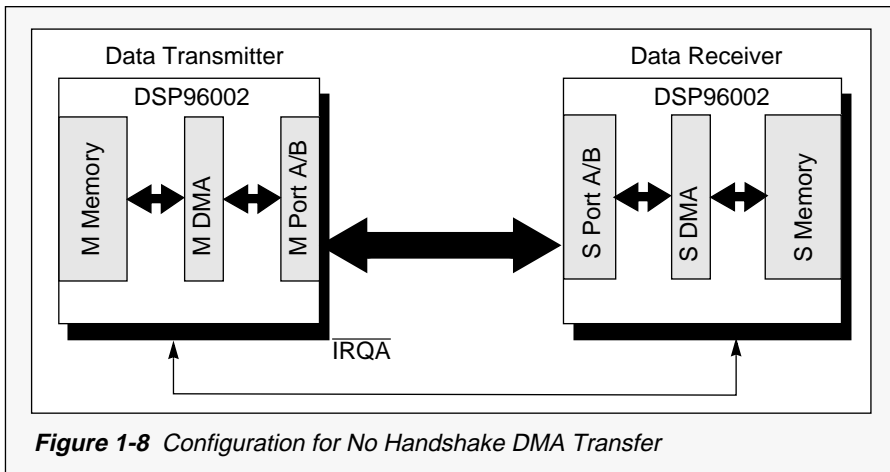 Data Transmitter
Data Receiver
DSP96002
DSP96002
M Memory
M DMA
M Port A/B
S Port A/B
S DMA
S Memory
IRQA
Figure 1-8 Configuration for No Handshake DMA Transfer